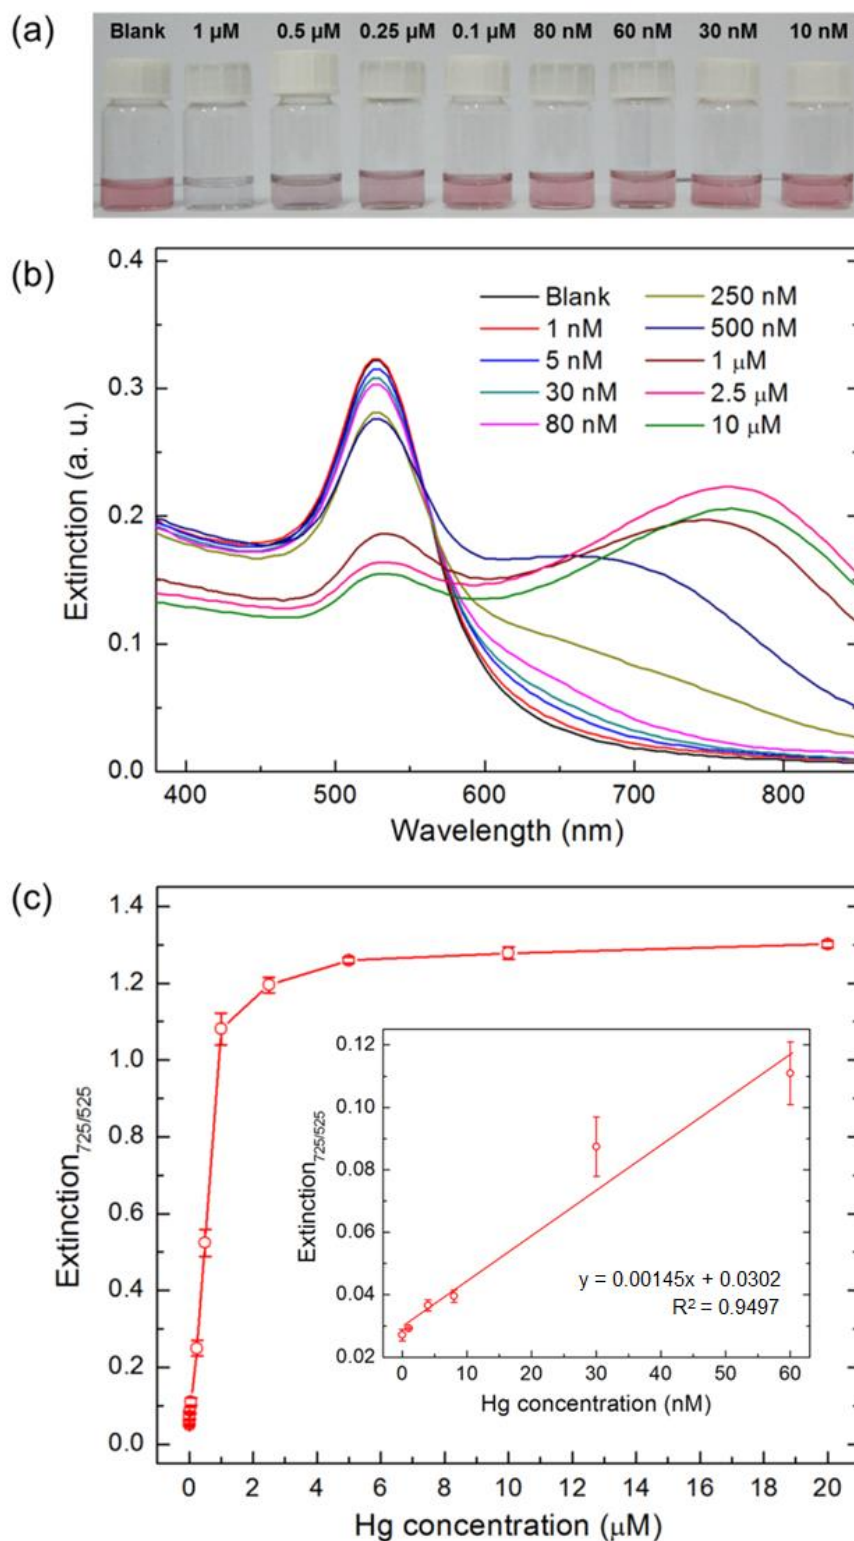 (a)
Blank 1 μM 0.5 μM 0.25 μM 0.1 μM 80 nM 60 nM 30 nM 10 nM
(b)
0.4
0.3
0.2
0.1
0.0
Extinction (a. u.)
Blank 250 nM
1 nM 500 nM
5 nM 1 μM
30 nM 2.5 μM
80 nM 10 μM
400 500 600 700 800
Wavelength (nm)
(c)
1.4
1.2
1.0
0.8
0.6
0.4
0.2
0.0
Extinction725/525
0.12
0.10
0.08
0.06
0.04
0.02
Extinction725/525
y = 0.00145x + 0.0302
R² = 0.9497
0 10 20 30 40 50 60
Hg concentration (nM)
0 2 4 6 8 10 12 14 16 18 20
Hg concentration (μM)